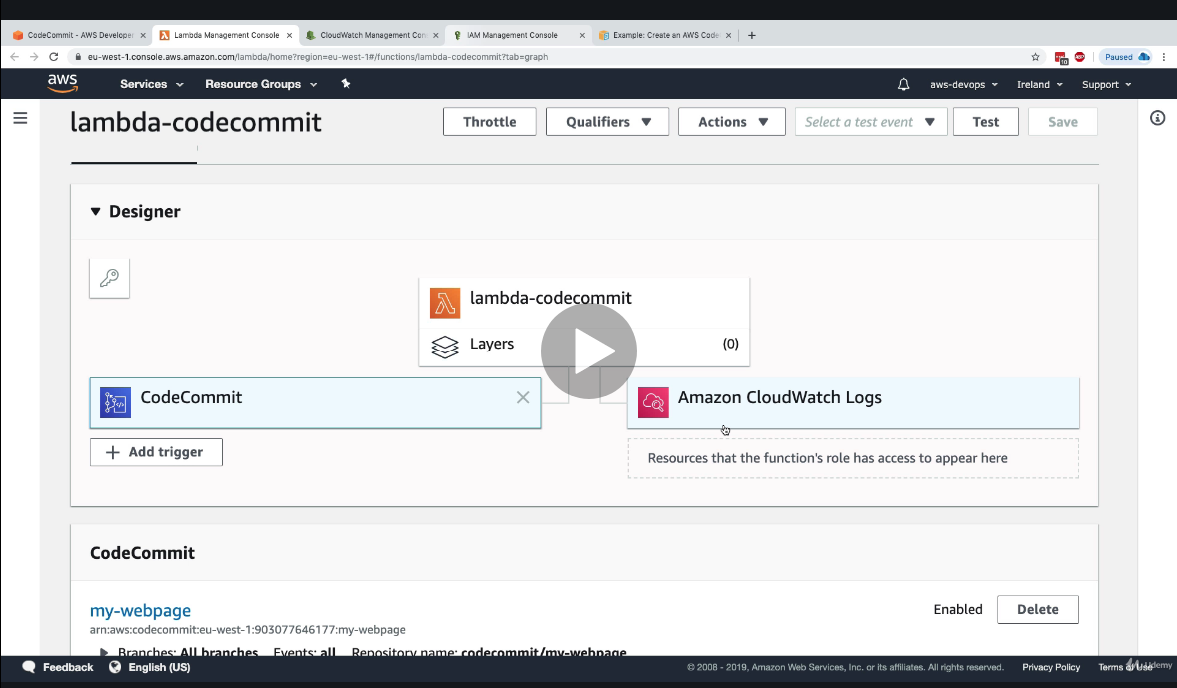 CodeCommit - AWS Developer
Lambda Management Console
CloudWatch Management Con
IAM Management Console
Example: Create an AWS Code
eu-west-1.console.aws.amazon.com/lambda/home?region=eu-west-1#/functions/lambda-codecommit?tab=graph
10
ABP
Paused
aws
Services
Resource Groups
aws-devops
Ireland
Support
lambda-codecommit
Throttle
Qualifiers
Actions
Select a test event
Test
Save
Designer
lambda-codecommit
Layers
(0)
CodeCommit
Amazon CloudWatch Logs
+ Add trigger
Resources that the function's role has access to appear here
CodeCommit
my-webpage
Enabled
Delete
arn:aws:codecommit:eu-west-1:903077646177:my-webpage
Branches: All branches Events: all Repository name: codecommit/my-webpage
Feedback
English (US)
© 2008 - 2019, Amazon Web Services, Inc. or its affiliates. All rights reserved.
Privacy Policy
Terms of Use
Udemy